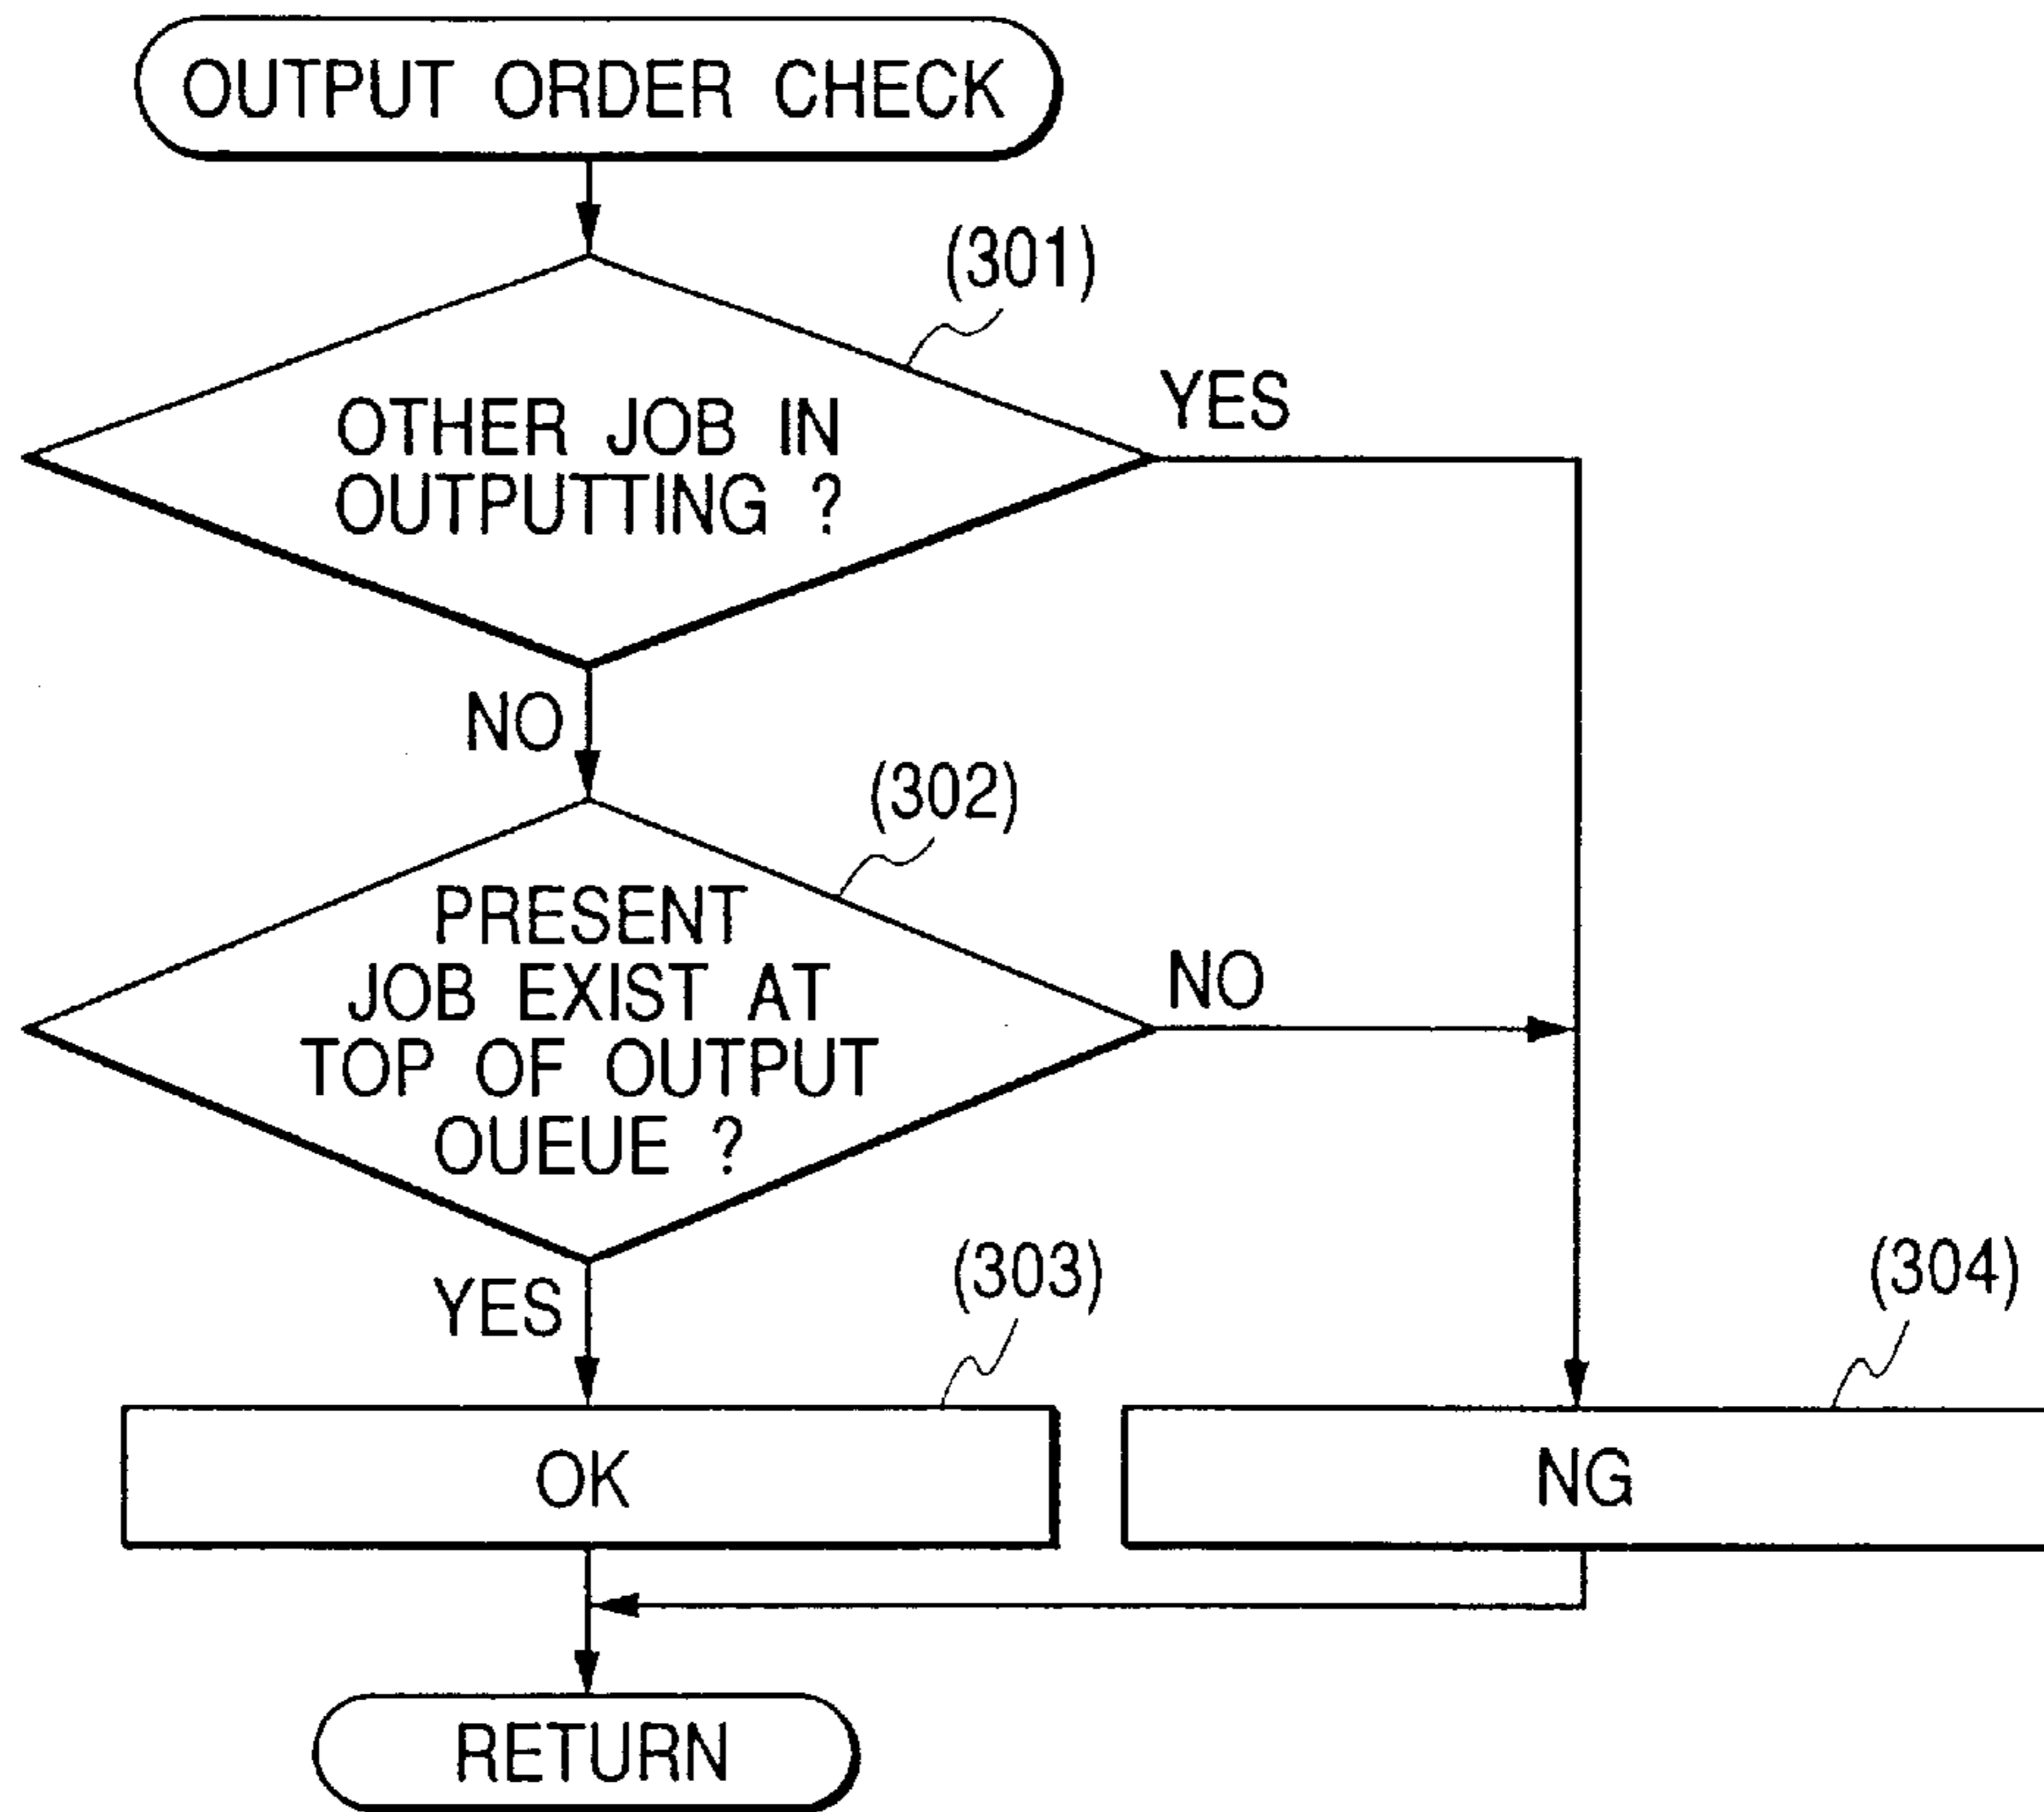 OUTPUT ORDER CHECK
(301)
OTHER JOB IN
OUTPUTTING ?
YES
NO
(302)
PRESENT
JOB EXIST AT
TOP OF OUTPUT
OUEUE ?
NO
YES
(303)
(304)
OK
NG
RETURN